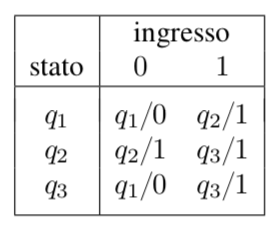 ingresso
stato 0 1
q₁ q₁/0 q₂/1
q₂ q₂/1 q₃/1
q₃ q₁/0 q₃/1